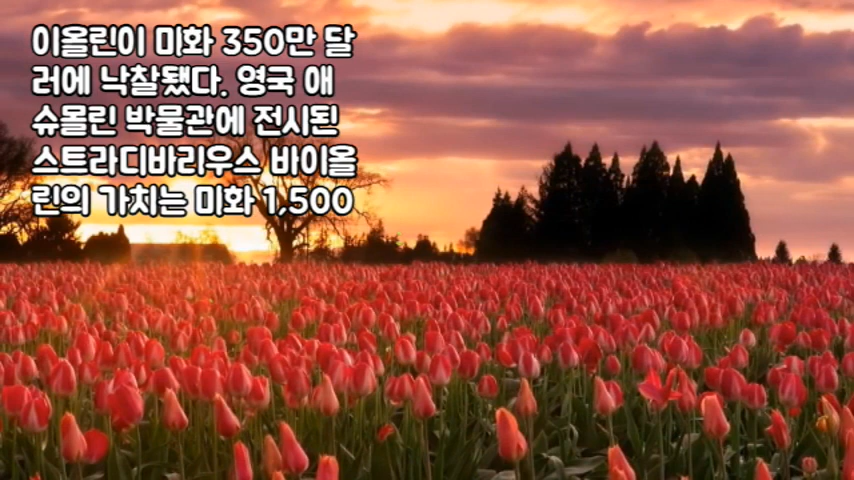 이올린이 미화 350만 달
러에 낙찰됐다. 영국 애
슈몰린 박물관에 전시된
스트라디바리우스 바이올
린의 가치는 미화 1,500